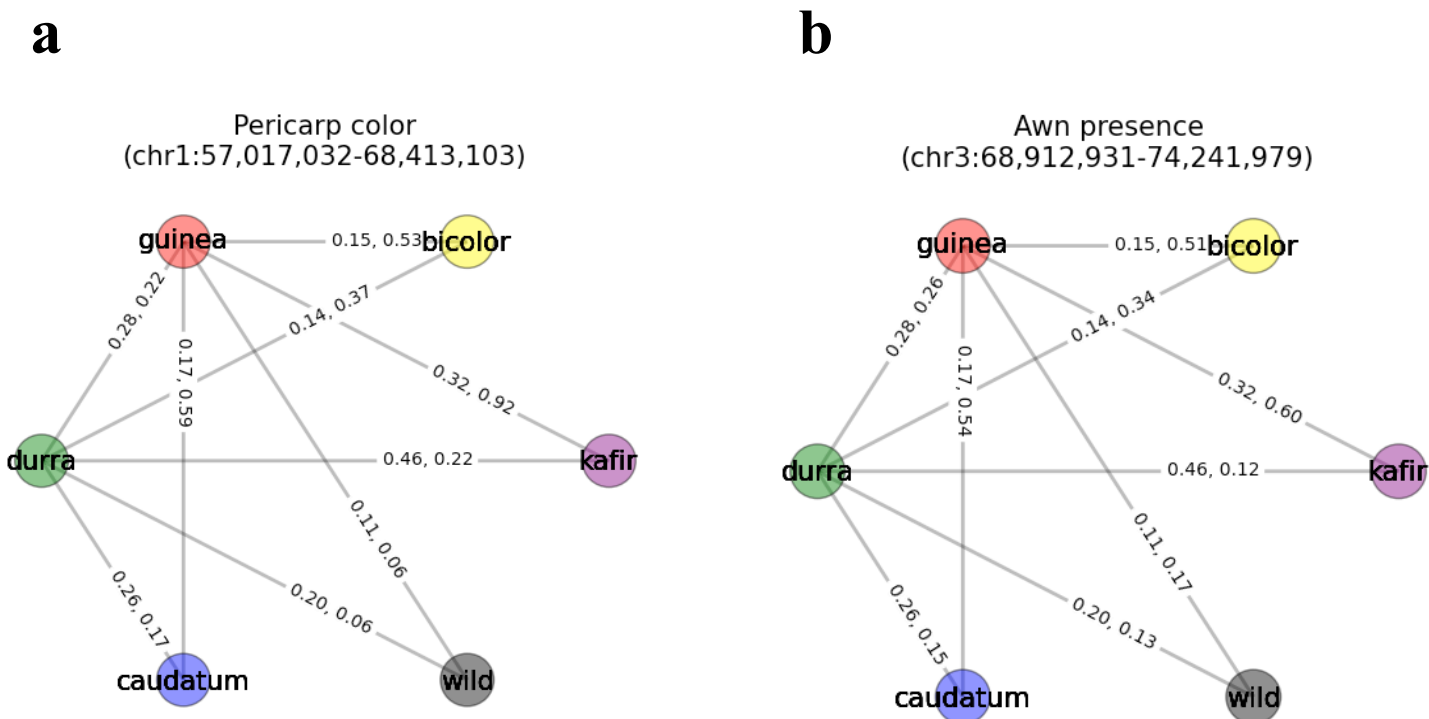 a
Pericarp color
(chr1:57,017,032-68,413,103)
guinea
0.15, 0.53
bicolor
0.28, 0.22
0.14, 0.37
0.17, 0.59
0.32, 0.92
durra
0.46, 0.22
kafir
0.11, 0.06
0.26, 0.17
0.20, 0.06
caudatum
wild
b
Awn presence
(chr3:68,912,931-74,241,979)
guinea
0.15, 0.51
bicolor
0.28, 0.26
0.14, 0.34
0.17, 0.54
0.32, 0.60
durra
0.46, 0.12
kafir
0.11, 0.17
0.26, 0.15
0.20, 0.13
caudatum
wild